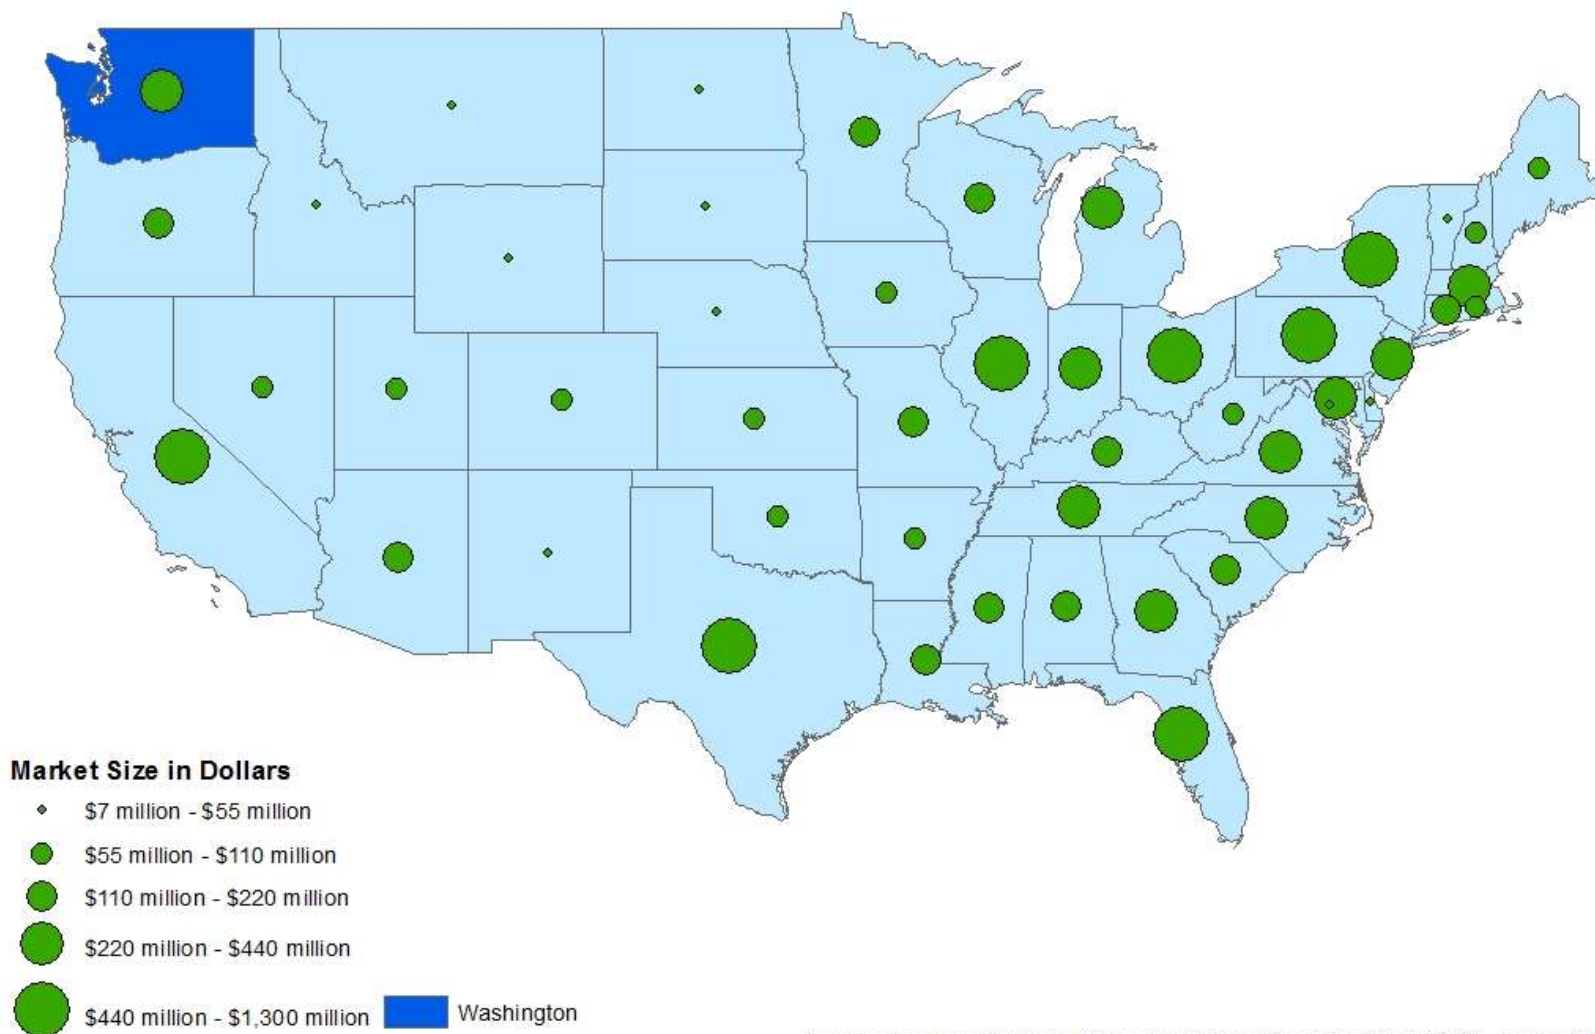 Market Size in Dollars
$7 million - $55 million
$55 million - $110 million
$110 million - $220 million
$220 million - $440 million
$440 million - $1,300 million
Washington